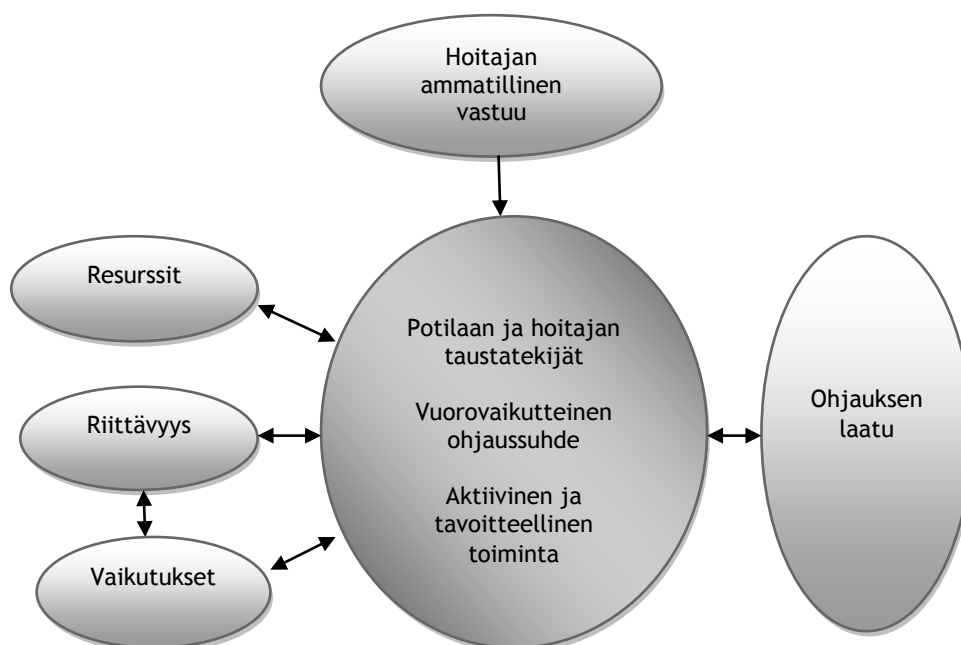 Hoitajan
ammatillinen
vastuu
Resurssit
Riittävyys
Vaikutukset
Potilaan ja hoitajan
taustatekijät
Vuorovaikutteinen
ohjaussuhde
Aktiivinen ja
tavoitteellinen
toiminta
Ohjauksen
laatu